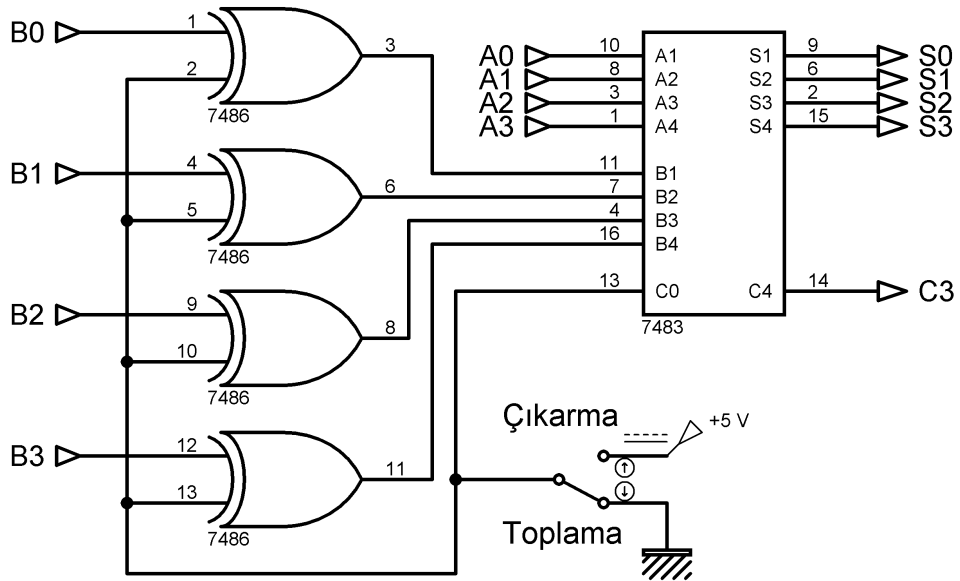 B0
1
2
3
7486
B1
4
5
6
7486
B2
9
10
8
7486
B3
12
13
11
7486
A0
A1
A2
A3
10
8
3
1
11
7
4
16
13
A1
A2
A3
A4
B1
B2
B3
B4
C0
S1
S2
S3
S4
C4
7483
9
6
2
15
14
S0
S1
S2
S3
C3
Çıkarma
+5 V
Toplama